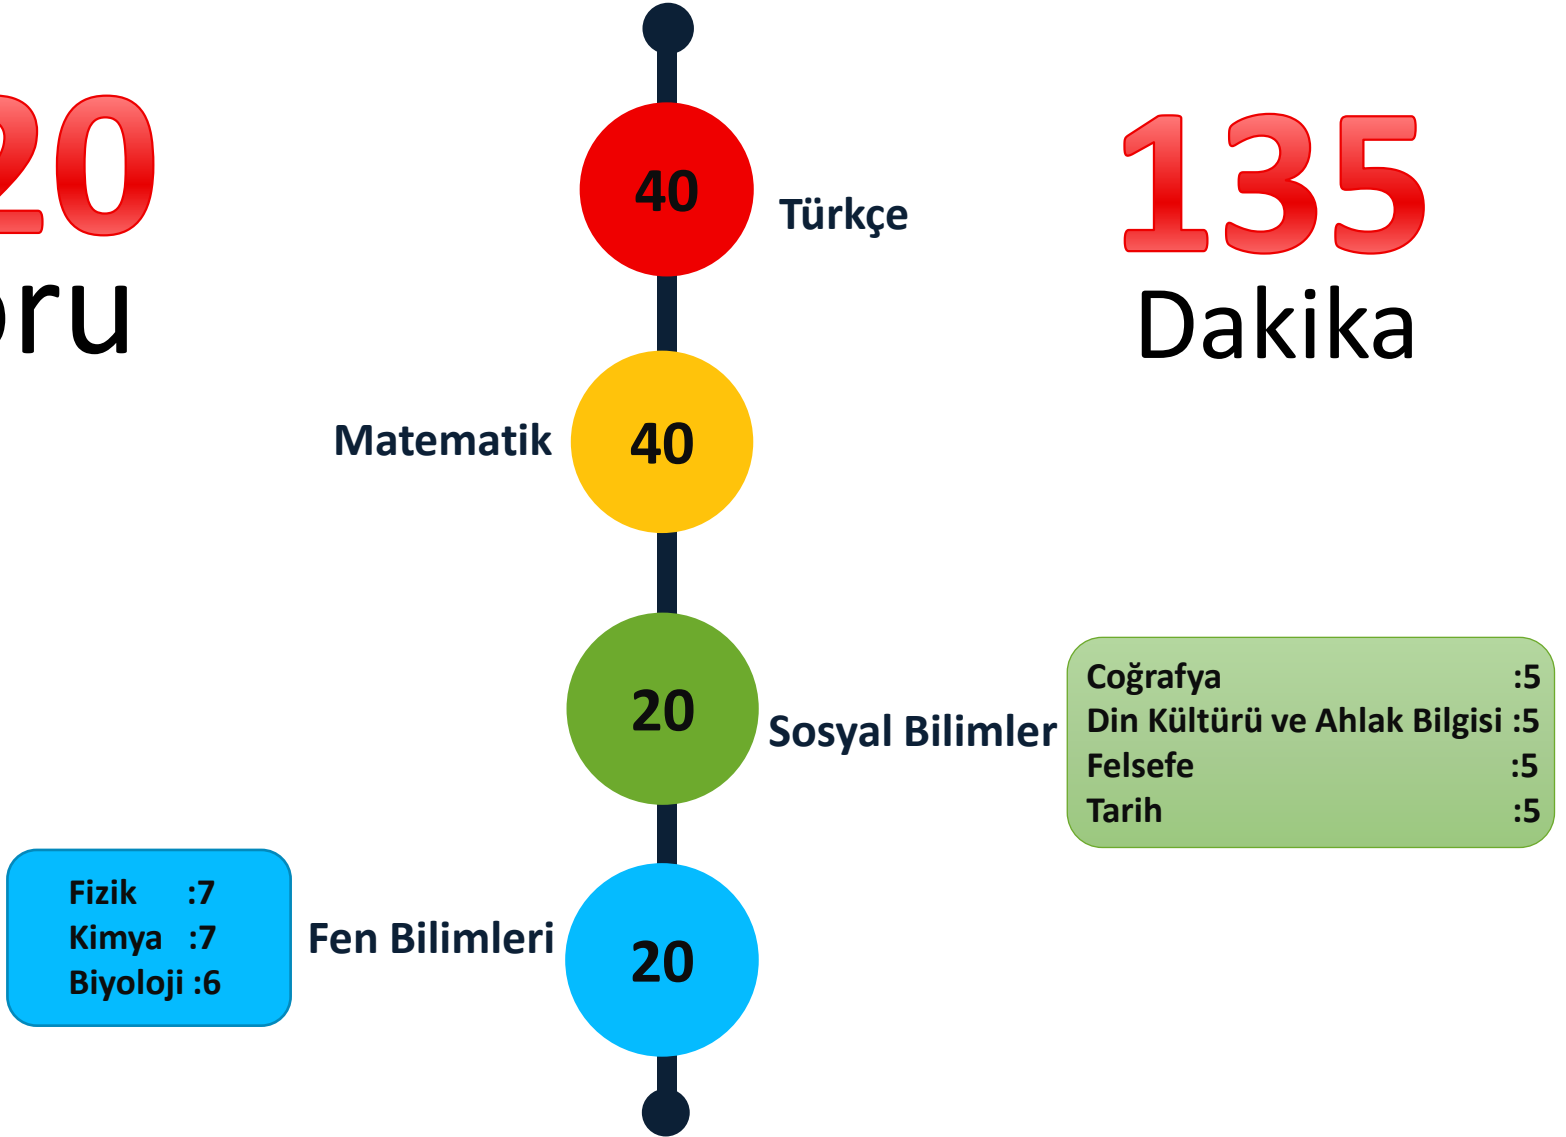 20
oru
40
Türkçe
135
Dakika
Matematik
40
20
Sosyal Bilimler
Coğrafya :5
Din Kültürü ve Ahlak Bilgisi :5
Felsefe :5
Tarih :5
Fizik :7
Kimya :7
Biyoloji :6
Fen Bilimleri
20